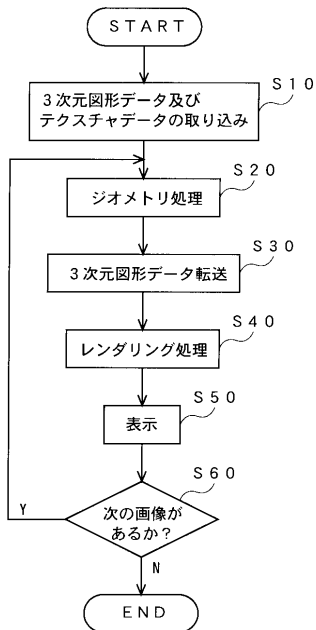 START
S10
3次元図形データ及び
テクスチャデータの取り込み
S20
ジオメトリ処理
S30
3次元図形データ転送
S40
レンダリング処理
S50
表示
S60
次の画像が
あるか?
Y
N
END